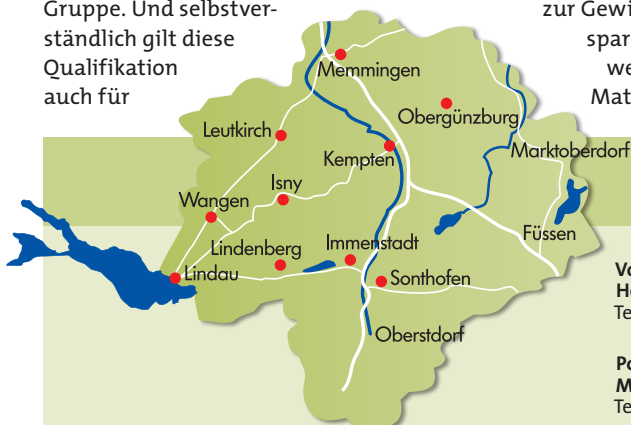 Gruppe. Und selbstver-
ständlich gilt diese
Qualifikation
auch für
zur Gewi
spar
we
Mat
Memmingen
Obergünzburg
Leutkirch
Kempten
Marktoberdorf
Isny
Wangen
Füssen
Lindenberg
Immenstadt
Lindau
Sonthofen
Oberstdorf
Vo
He
Te
Po
M
Te